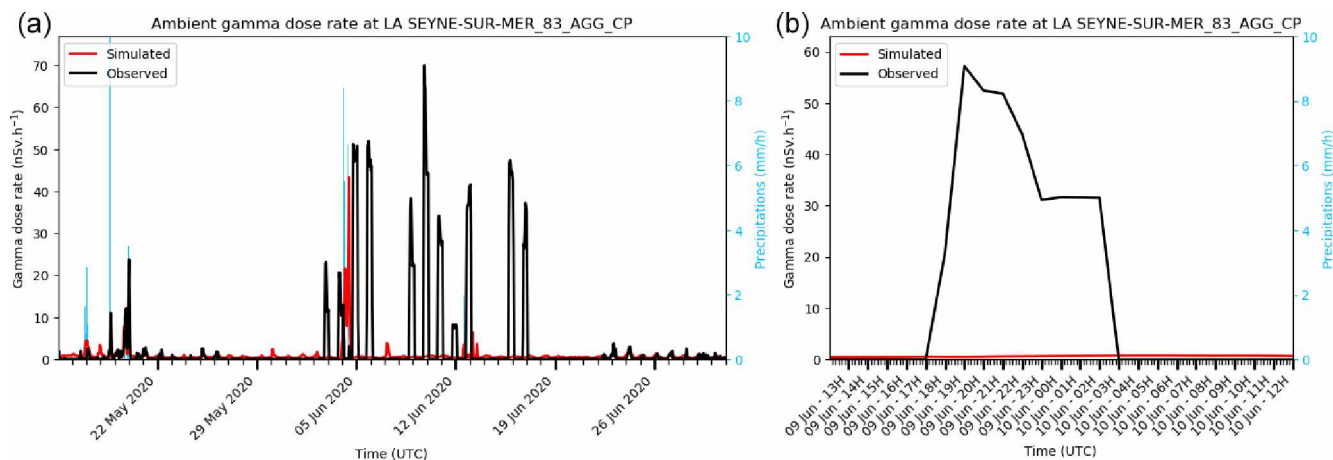 (a)
Ambient gamma dose rate at LA SEYNE-SUR-MER_83_AGG_CP
Simulated
Observed
Gamma dose rate (nSv.h⁻¹)
70
60
50
40
30
20
10
0
10
8
6
4
2
0
Precipitations (mm/h)
22 May 2020
29 May 2020
05 Jun 2020
12 Jun 2020
19 Jun 2020
26 Jun 2020
Time (UTC)
(b)
Ambient gamma dose rate at LA SEYNE-SUR-MER_83_AGG_CP
Simulated
Observed
Gamma dose rate (nSv.h⁻¹)
60
50
40
30
20
10
0
10
8
6
4
2
0
Precipitations (mm/h)
09 Jun - 13H
09 Jun - 14H
09 Jun - 15H
09 Jun - 16H
09 Jun - 17H
09 Jun - 18H
09 Jun - 19H
09 Jun - 20H
09 Jun - 21H
09 Jun - 22H
09 Jun - 23H
10 Jun - 00H
10 Jun - 01H
10 Jun - 02H
10 Jun - 03H
10 Jun - 04H
10 Jun - 05H
10 Jun - 06H
10 Jun - 07H
10 Jun - 08H
10 Jun - 09H
10 Jun - 10H
10 Jun - 11H
10 Jun - 12H
Time (UTC)